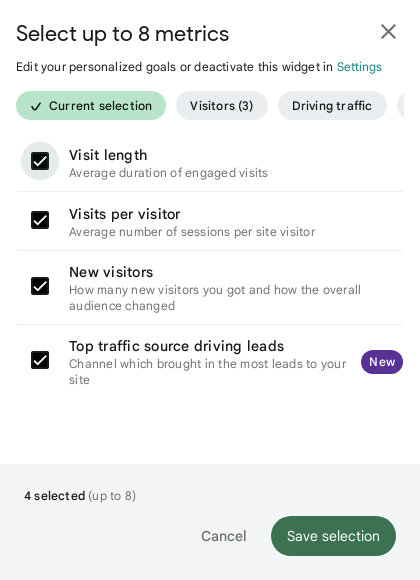 Select up to 8 metrics
Edit your personalized goals or deactivate this widget in Settings
Current selection
Visitors (3)
Driving traffic
Visit length
Average duration of engaged visits
Visits per visitor
Average number of sessions per site visitor
New visitors
How many new visitors you got and how the overall
audience changed
Top traffic source driving leads
Channel which brought in the most leads to your
site
New
4 selected (up to 8)
Cancel
Save selection